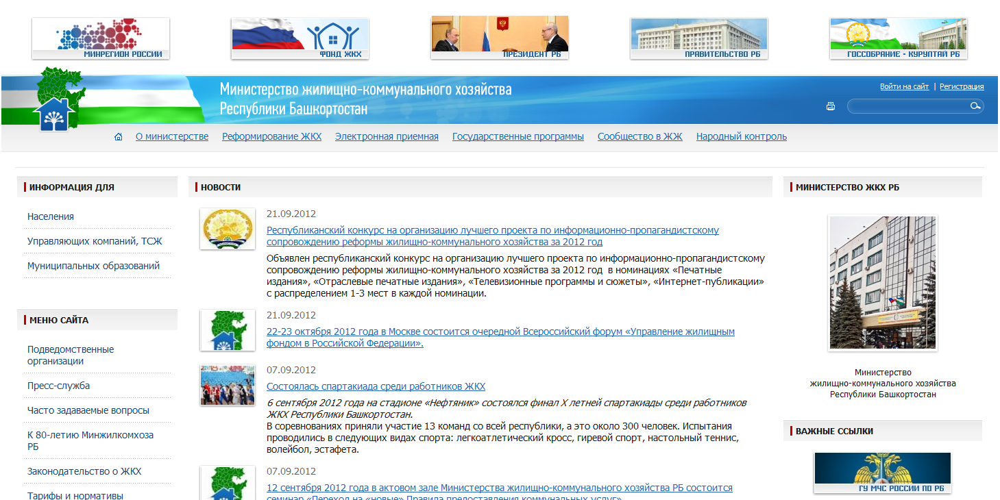 МИНРЕГИОН РОССИИ
ФОНД ЖКХ
ПРЕЗИДЕНТ РБ
ПРАВИТЕЛЬСТВО РБ
ГОССОБРАНИЕ - КУРУЛТАЙ РБ
Министерство жилищно-коммунального хозяйства
Республики Башкортостан
Войти на сайт | Регистрация
О министерстве Реформирование ЖКХ Электронная приемная Государственные программы Сообщество в ЖЖ Народный контроль
ИНФОРМАЦИЯ ДЛЯ
Населения
Управляющих компаний, ТСЖ
Муниципальных образований
МЕНЮ САЙТА
Подведомственные
организации
Пресс-служба
Часто задаваемые вопросы
К 80-летию Минжилкомхоза
РБ
Законодательство о ЖКХ
Тарифы и нормативы
НОВОСТИ
21.09.2012
Республиканский конкурс на организацию лучшего проекта по информационно-пропагандистскому
сопровождению реформы жилищно-коммунального хозяйства за 2012 год
Объявлен республиканский конкурс на организацию лучшего проекта по информационно-пропагандистскому
сопровождению реформы жилищно-коммунального хозяйства за 2012 год в номинациях «Печатные
издания», «Отраслевые печатные издания», «Телевизионные программы и сюжеты», «Интернет-публикации»
с распределением 1-3 мест в каждой номинации.
21.09.2012
22-23 октября 2012 года в Москве состоится очередной Всероссийский форум «Управление жилищным
фондом в Российской Федерации».
07.09.2012
Состоялась спартакиада среди работников ЖКХ
6 сентября 2012 года на стадионе «Нефтяник» состоялся финал X летней спартакиады среди работников
ЖКХ Республики Башкортостан.
В соревнованиях приняли участие 13 команд со всей республики, а это около 300 человек. Испытания
проводились в следующих видах спорта: легкоатлетический кросс, гиревой спорт, настольный теннис,
волейбол, эстафета.
07.09.2012
12 сентября 2012 года в актовом зале Министерства жилищно-коммунального хозяйства РБ состоится
семинар «Переход на «новые» Правила предоставления коммунальных услуг»
МИНИСТЕРСТВО ЖКХ РБ
Министерство
жилищно-коммунального хозяйства
Республики Башкортостан
ВАЖНЫЕ ССЫЛКИ
ГУ МЧС РОССИИ ПО РБ